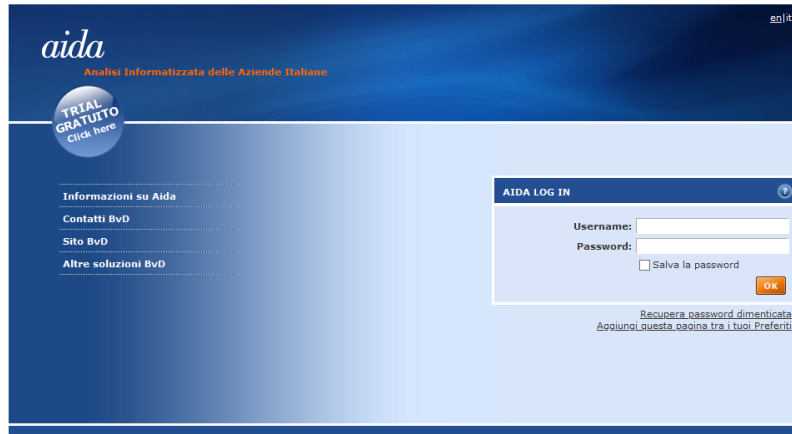 en|it
aida
Analisi Informatizzata delle Aziende Italiane
TRIAL
GRATUITO
Click here
Informazioni su Aida
Contatti BvD
Sito BvD
Altre soluzioni BvD
AIDA LOG IN
?
Username:
Password:
Salva la password
OK
Recupera password dimenticata
Aggiungi questa pagina tra i tuoi Preferiti